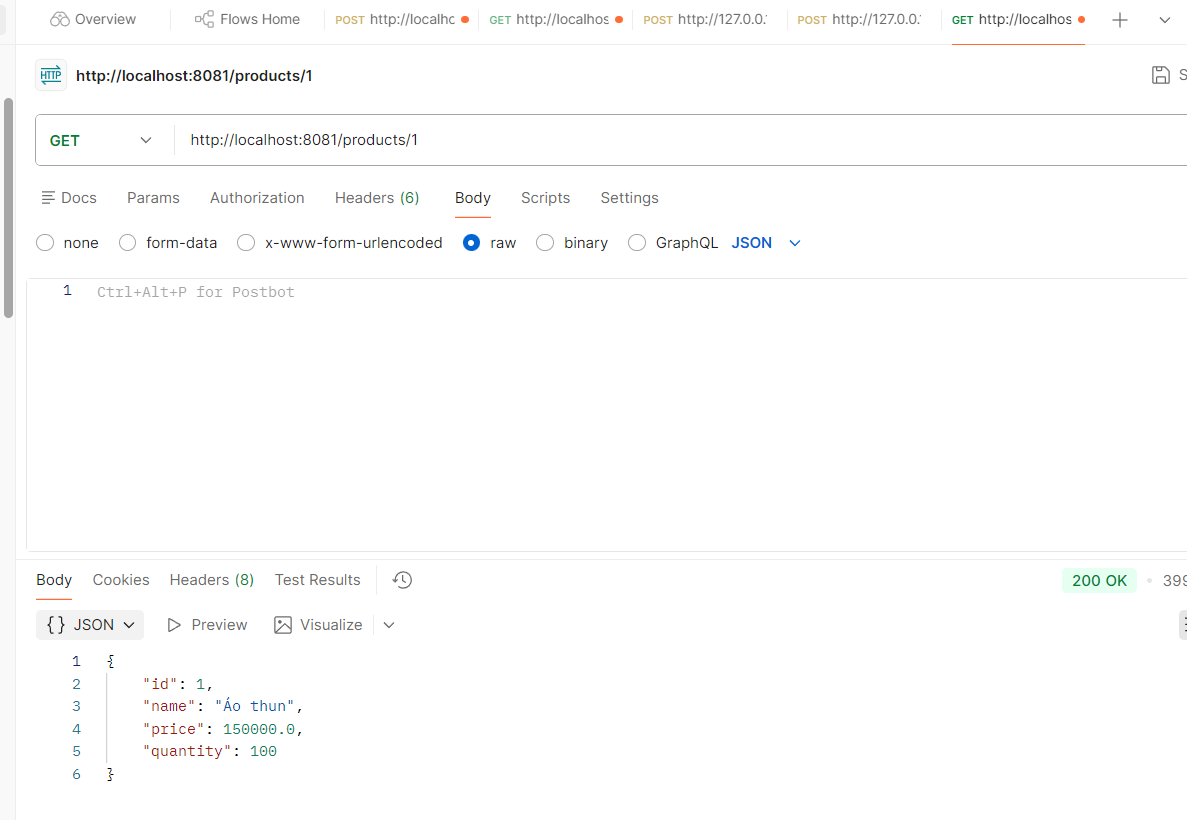 Overview Flows Home POST http://localhc GET http://localhos POST http://127.0.0. POST http://127.0.0. GET http://localhos
HTTP http://localhost:8081/products/1
GET http://localhost:8081/products/1
Docs Params Authorization Headers (6) Body Scripts Settings
none form-data x-www-form-urlencoded raw binary GraphQL JSON
1 Ctrl+Alt+P for Postbot
Body Cookies Headers (8) Test Results 200 OK • 399
{} JSON Preview Visualize
1 {
2 "id": 1,
3 "name": "Áo thun",
4 "price": 150000.0,
5 "quantity": 100
6 }